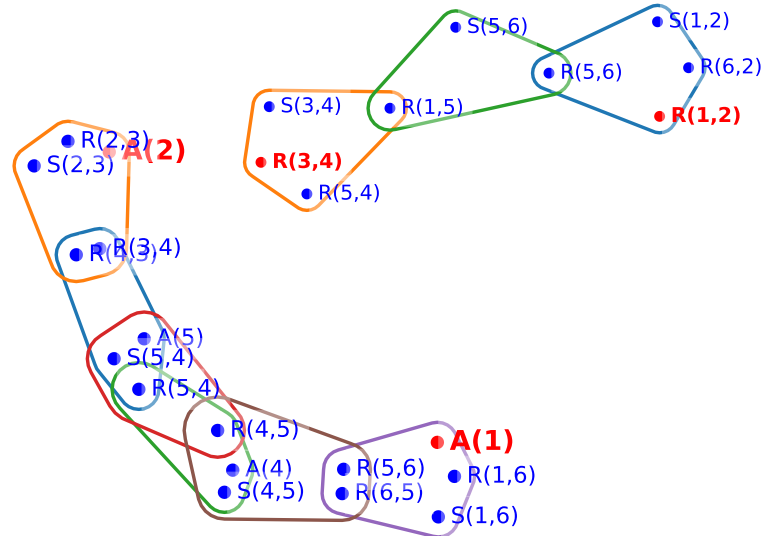 S(5,6)
S(1,2)
R(5,6)
R(6,2)
S(3,4)
R(1,5)
R(1,2)
R(2,3)
A(2)
S(2,3)
R(3,4)
R(5,4)
R(3,4)
R(4,3)
A(5)
S(5,4)
R(5,4)
R(4,5)
A(1)
A(4)
R(5,6)
R(1,6)
S(4,5)
R(6,5)
S(1,6)